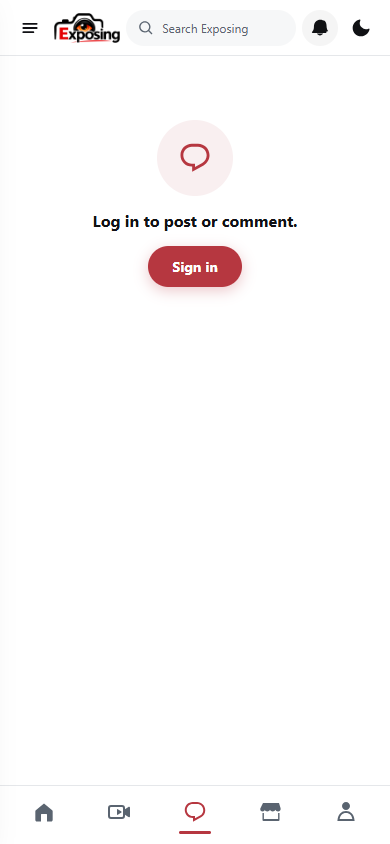 Exposing
Search Exposing
Log in to post or comment.
Sign in